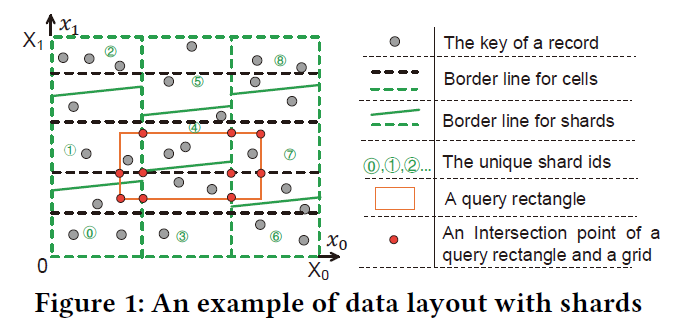 X₁ x₁
② ⑧
⑤
④
① ⑦
⓪ ③ ⑥
x₀
0 X₀
The key of a record
Border line for cells
Border line for shards
⓪,①,②... The unique shard ids
A query rectangle
An Intersection point of a
query rectangle and a grid
Figure 1: An example of data layout with shards